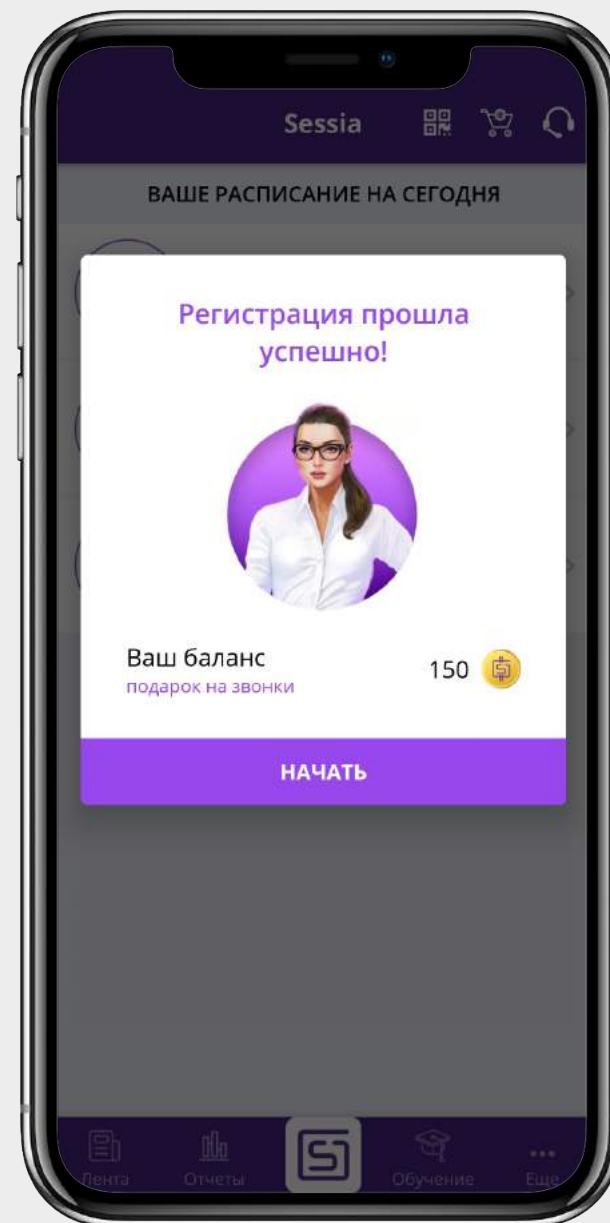 Sessia
ВАШЕ РАСПИСАНИЕ НА СЕГОДНЯ
Регистрация прошла
успешно!
Ваш баланс
подарок на звонки
150
НАЧАТЬ
Лента
Отчеты
Обучение
Еще